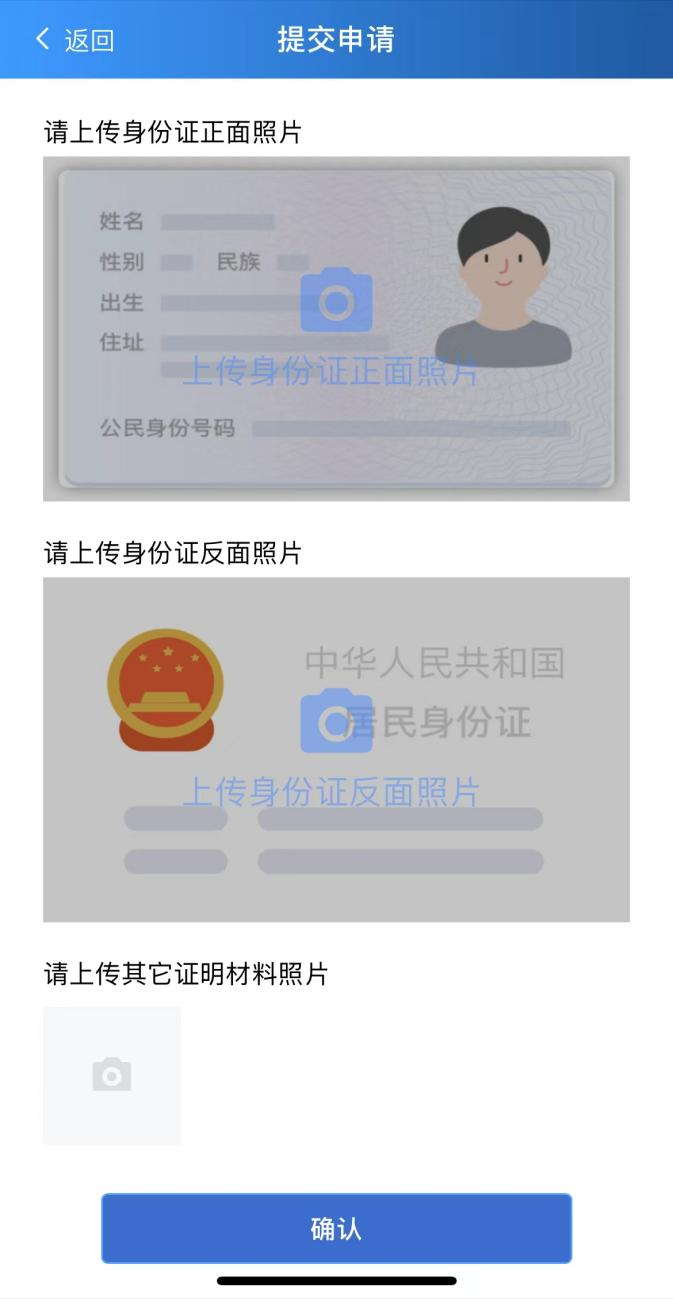 返回
提交申请
请上传身份证正面照片
姓名
性别 民族
出生
住址
上传身份证正面照片
公民身份号码
请上传身份证反面照片
中华人民共和国
居民身份证
上传身份证反面照片
请上传其它证明材料照片
确认